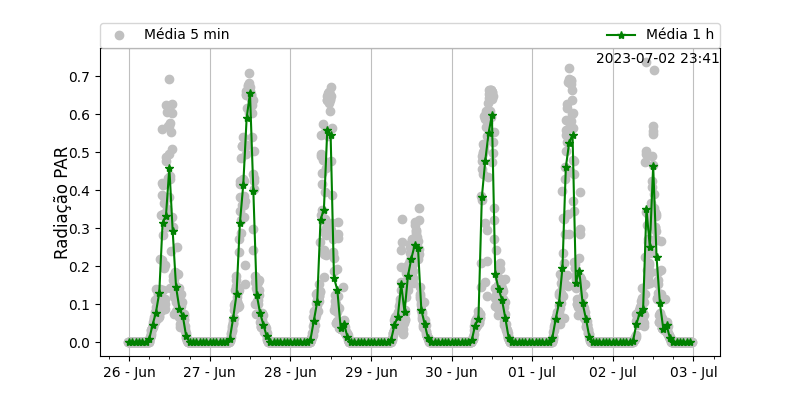 Média 5 min
Média 1 h
2023-07-02 23:41
Radiação PAR
0.7
0.6
0.5
0.4
0.3
0.2
0.1
0.0
26 - Jun
27 - Jun
28 - Jun
29 - Jun
30 - Jun
01 - Jul
02 - Jul
03 - Jul